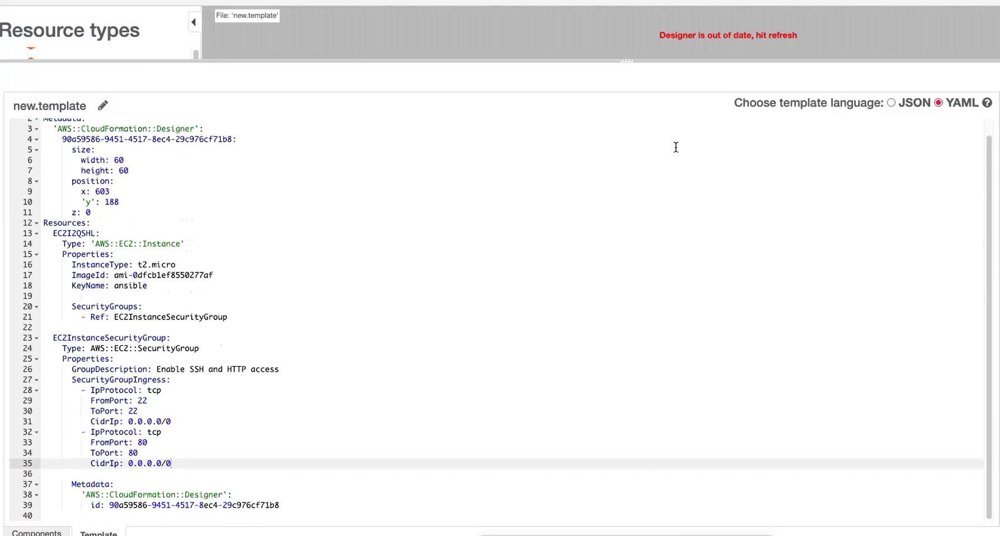 File: 'new.template'
Resource types
Designer is out of date, hit refresh
new.template
Choose template language: JSON YAML ?
2 Metadata:
3 'AWS::CloudFormation::Designer':
4 90a59586-9451-4517-8ec4-29c976cf71b8:
5 size:
6 width: 60
7 height: 60
8 position:
9 x: 603
10 'y': 188
11 z: 0
12 Resources:
13 EC2I2QSHL:
14 Type: 'AWS::EC2::Instance'
15 Properties:
16 InstanceType: t2.micro
17 ImageId: ami-0dfcb1ef8550277af
18 KeyName: ansible
19
20 SecurityGroups:
21 - Ref: EC2InstanceSecurityGroup
22
23 EC2InstanceSecurityGroup:
24 Type: AWS::EC2::SecurityGroup
25 Properties:
26 GroupDescription: Enable SSH and HTTP access
27 SecurityGroupIngress:
28 - IpProtocol: tcp
29 FromPort: 22
30 ToPort: 22
31 CidrIp: 0.0.0.0/0
32 - IpProtocol: tcp
33 FromPort: 80
34 ToPort: 80
35 CidrIp: 0.0.0.0/0
36
37 Metadata:
38 'AWS::CloudFormation::Designer':
39 id: 90a59586-9451-4517-8ec4-29c976cf71b8
40
Components Template